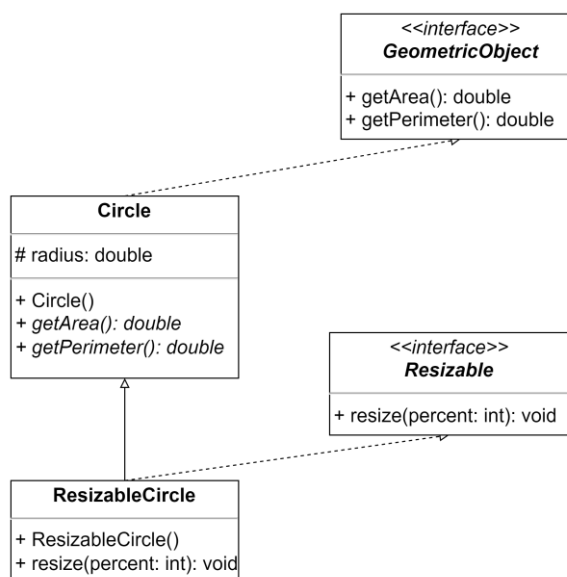 <<interface>>
GeometricObject
+ getArea(): double
+ getPerimeter(): double
Circle
# radius: double
+ Circle()
+ getArea(): double
+ getPerimeter(): double
<<interface>>
Resizable
+ resize(percent: int): void
ResizableCircle
+ ResizableCircle()
+ resize(percent: int): void